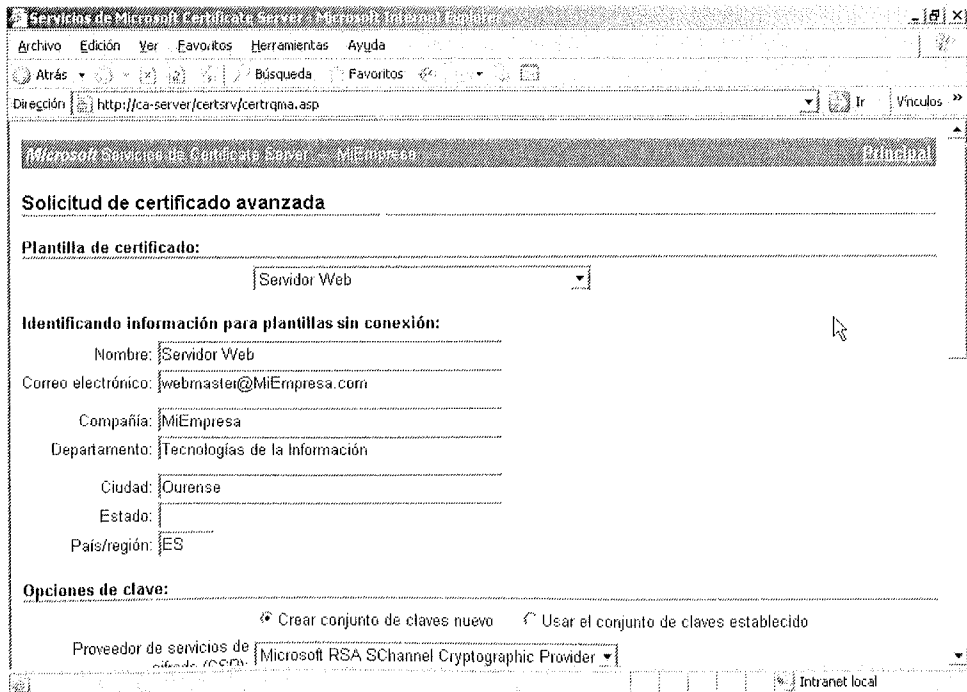 Servicios de Microsoft Certificate Server - Microsoft Internet Explorer
Archivo Edición Ver Favoritos Herramientas Ayuda
Atrás Búsqueda Favoritos
Dirección http://ca-server/certsrv/certrqma.asp Ir Vínculos »
Microsoft Servicios de Certificate Server -- MiEmpresa Principal
Solicitud de certificado avanzada
Plantilla de certificado:
Servidor Web
Identificando información para plantillas sin conexión:
Nombre: Servidor Web
Correo electrónico: webmaster@MiEmpresa.com
Compañía: MiEmpresa
Departamento: Tecnologías de la Información
Ciudad: Ourense
Estado:
País/región: ES
Opciones de clave:
Crear conjunto de claves nuevo Usar el conjunto de claves establecido
Proveedor de servicios de Microsoft RSA SChannel Cryptographic Provider
Intranet local